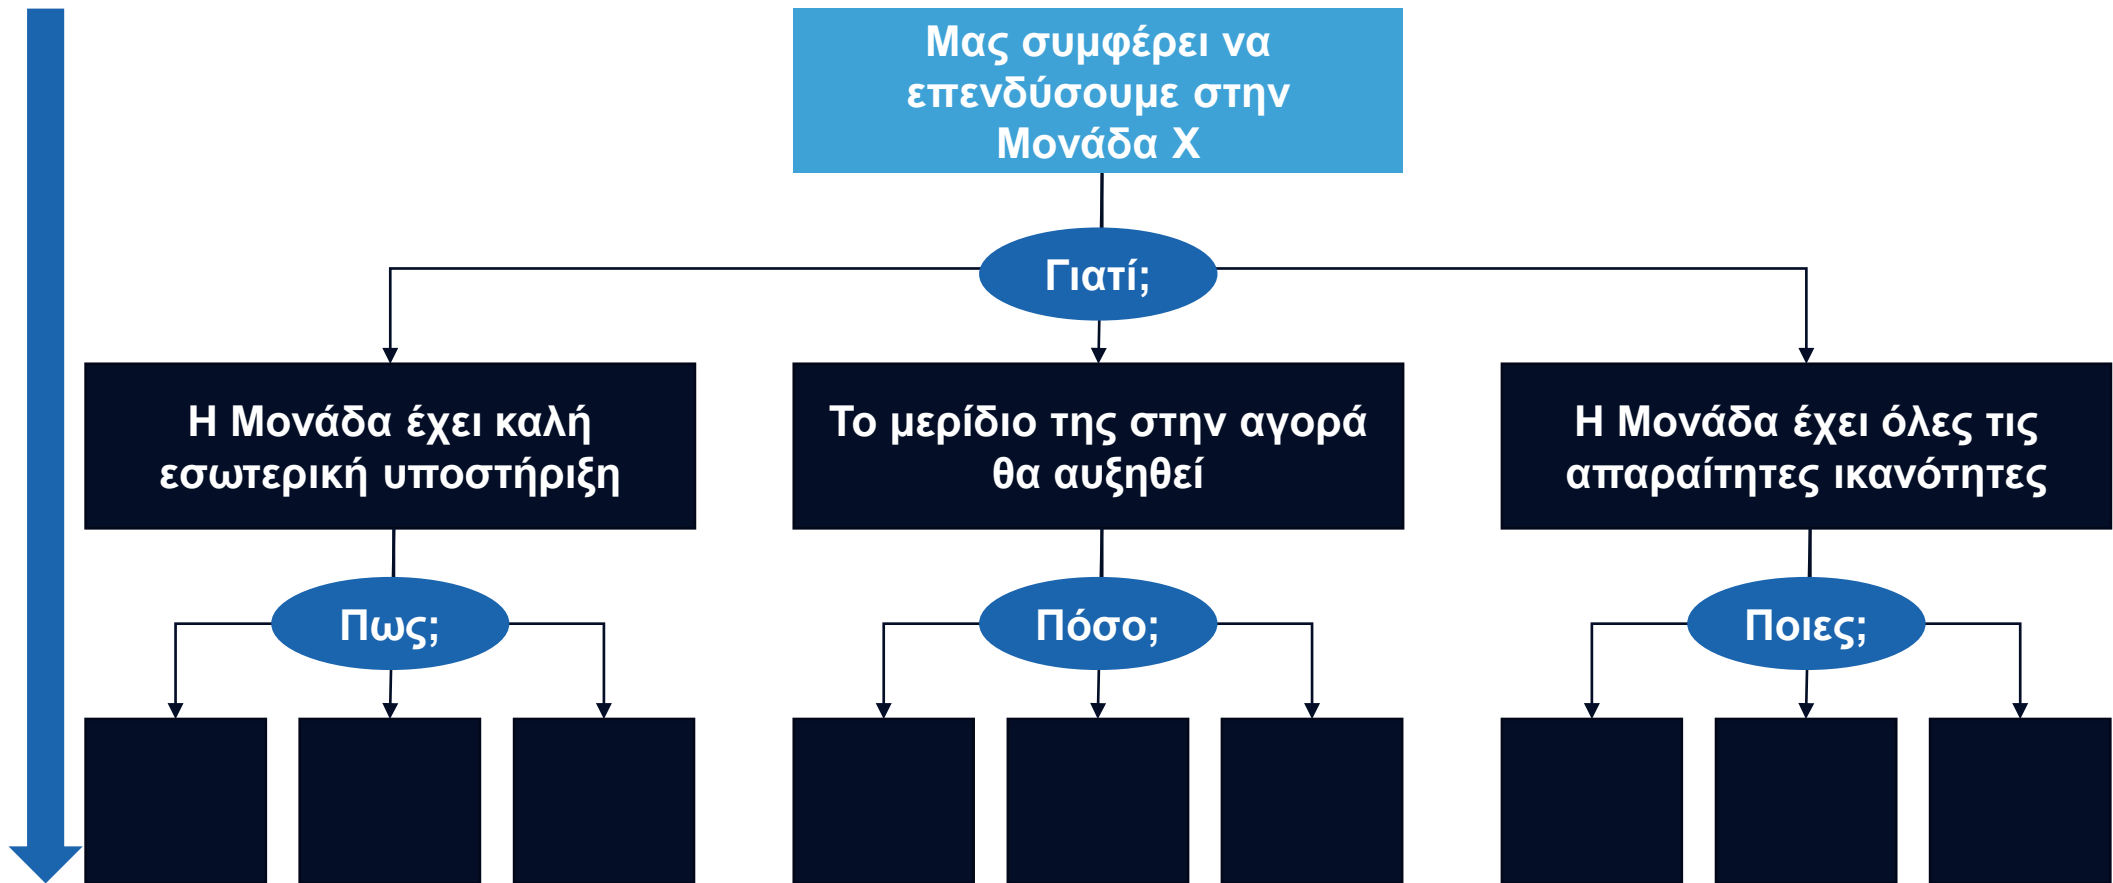 Μας συμφέρει να
επενδύσουμε στην
Μονάδα Χ
Γιατί;
Η Μονάδα έχει καλή
εσωτερική υποστήριξη
Το μερίδιο της στην αγορά
θα αυξηθεί
Η Μονάδα έχει όλες τις
απαραίτητες ικανότητες
Πως;
Πόσο;
Ποιες;